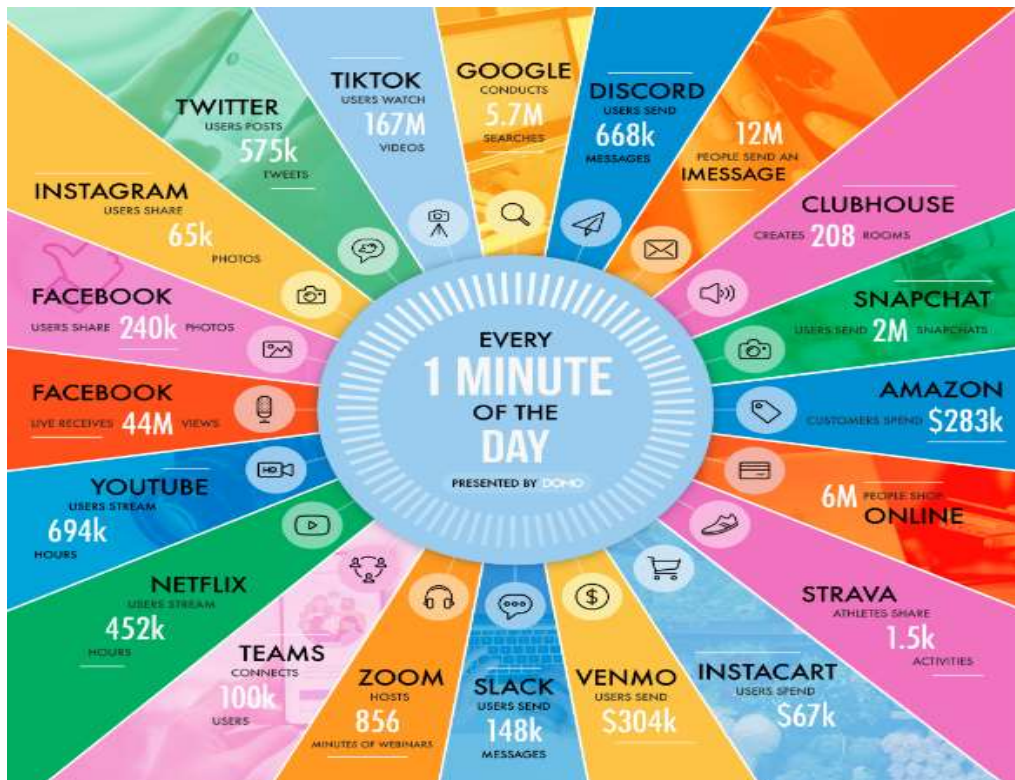 EVERY
1 MINUTE
OF THE
DAY
PRESENTED BY DOMO
GOOGLE
CONDUCTS
5.7M
SEARCHES
DISCORD
USERS SEND
668k
MESSAGES
12M
PEOPLE SEND AN
IMESSAGE
CLUBHOUSE
CREATES 208 ROOMS
SNAPCHAT
USERS SEND 2M SNAPCHATS
AMAZON
CUSTOMERS SPEND $283k
6M PEOPLE SHOP
ONLINE
STRAVA
ATHLETES SHARE
1.5k
ACTIVITIES
INSTACART
USERS SPEND
$67k
VENMO
USERS SEND
$304k
SLACK
USERS SEND
148k
MESSAGES
ZOOM
HOSTS
856
MINUTES OF WEBINARS
TEAMS
CONNECTS
100k
USERS
NETFLIX
USERS STREAM
452k
HOURS
YOUTUBE
USERS STREAM
694k
HOURS
FACEBOOK
LIVE RECEIVES 44M VIEWS
FACEBOOK
USERS SHARE 240k PHOTOS
INSTAGRAM
USERS SHARE
65k
PHOTOS
TWITTER
USERS POSTS
575k
TWEETS
TIKTOK
USERS WATCH
167M
VIDEOS